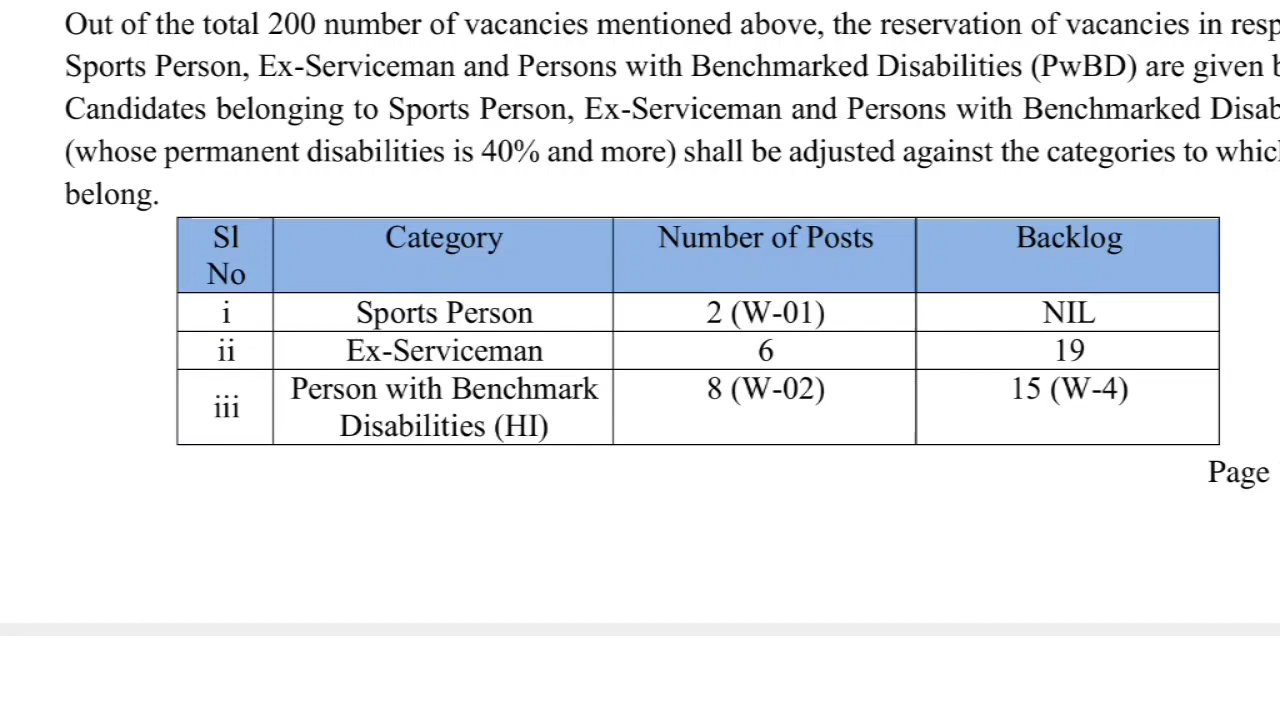 Out of the total 200 number of vacancies mentioned above, the reservation of vacancies in
Sports Person, Ex-Serviceman and Persons with Benchmarked Disabilities (PwBD) are given
Candidates belonging to Sports Person, Ex-Serviceman and Persons with Benchmarked
(whose permanent disabilities is 40% and more) shall be adjusted against the categories to
belong.
Sl No Category Number of Posts Backlog
i Sports Person 2 (W-01) NIL
ii Ex-Serviceman 6 19
iii Person with Benchmark Disabilities (HI) 8 (W-02) 15 (W-4)
Page